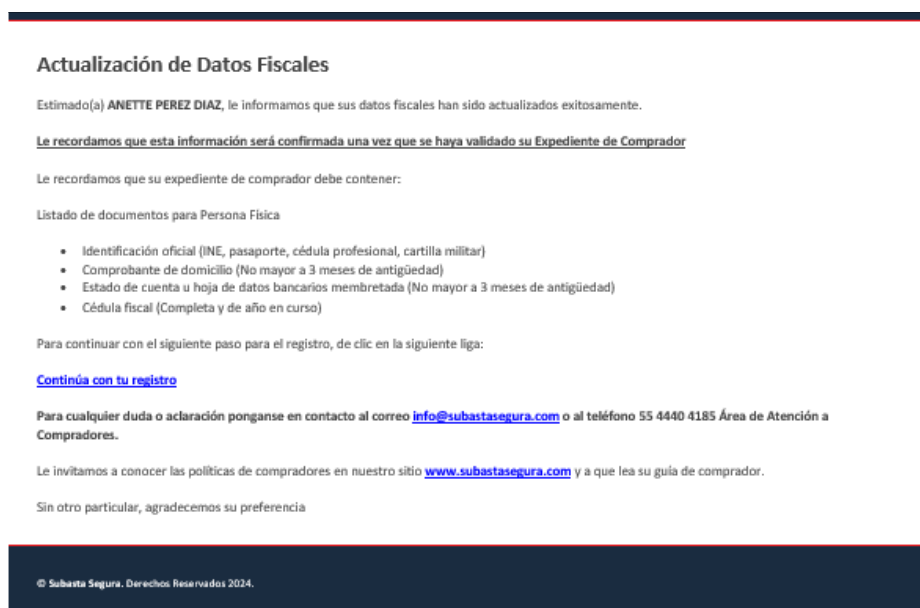 Actualización de Datos Fiscales
Estimado(a) ANETTE PEREZ DIAZ, le informamos que sus datos fiscales han sido actualizados exitosamente.
Le recordamos que esta información será confirmada una vez que se haya validado su Expediente de Comprador
Le recordamos que su expediente de comprador debe contener:
Listado de documentos para Persona Física
• Identificación oficial (INE, pasaporte, cédula profesional, cartilla militar)
• Comprobante de domicilio (No mayor a 3 meses de antigüedad)
• Estado de cuenta u hoja de datos bancarios membretada (No mayor a 3 meses de antigüedad)
• Cédula fiscal (Completa y de año en curso)
Para continuar con el siguiente paso para el registro, de clic en la siguiente liga:
Continúa con tu registro
Para cualquier duda o aclaración ponganse en contacto al correo info@subastasegura.com o al teléfono 55 4440 4185 Área de Atención a
Compradores.
Le invitamos a conocer las políticas de compradores en nuestro sitio www.subastasegura.com y a que lea su guía de comprador.
Sin otro particular, agradecemos su preferencia
© Subasta Segura. Derechos Reservados 2024.